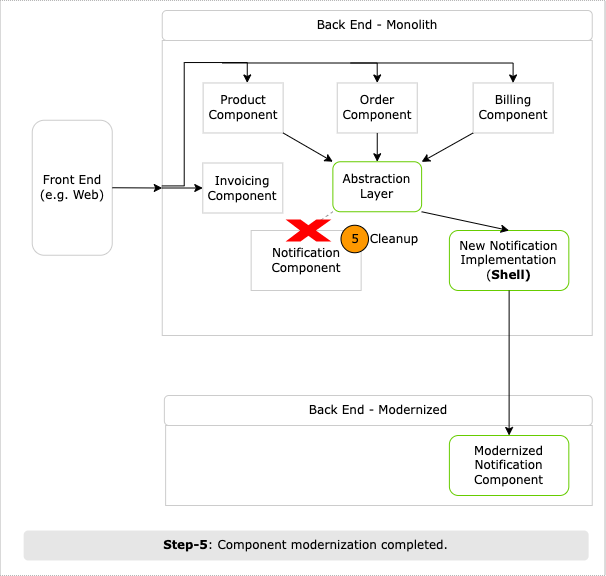 Back End - Monolith
Product
Component
Order
Component
Billing
Component
Front End
(e.g. Web)
Invoicing
Component
Abstraction
Layer
5
Cleanup
Notification
Component
New Notification
Implementation
(Shell)
Back End - Modernized
Modernized
Notification
Component
Step-5: Component modernization completed.